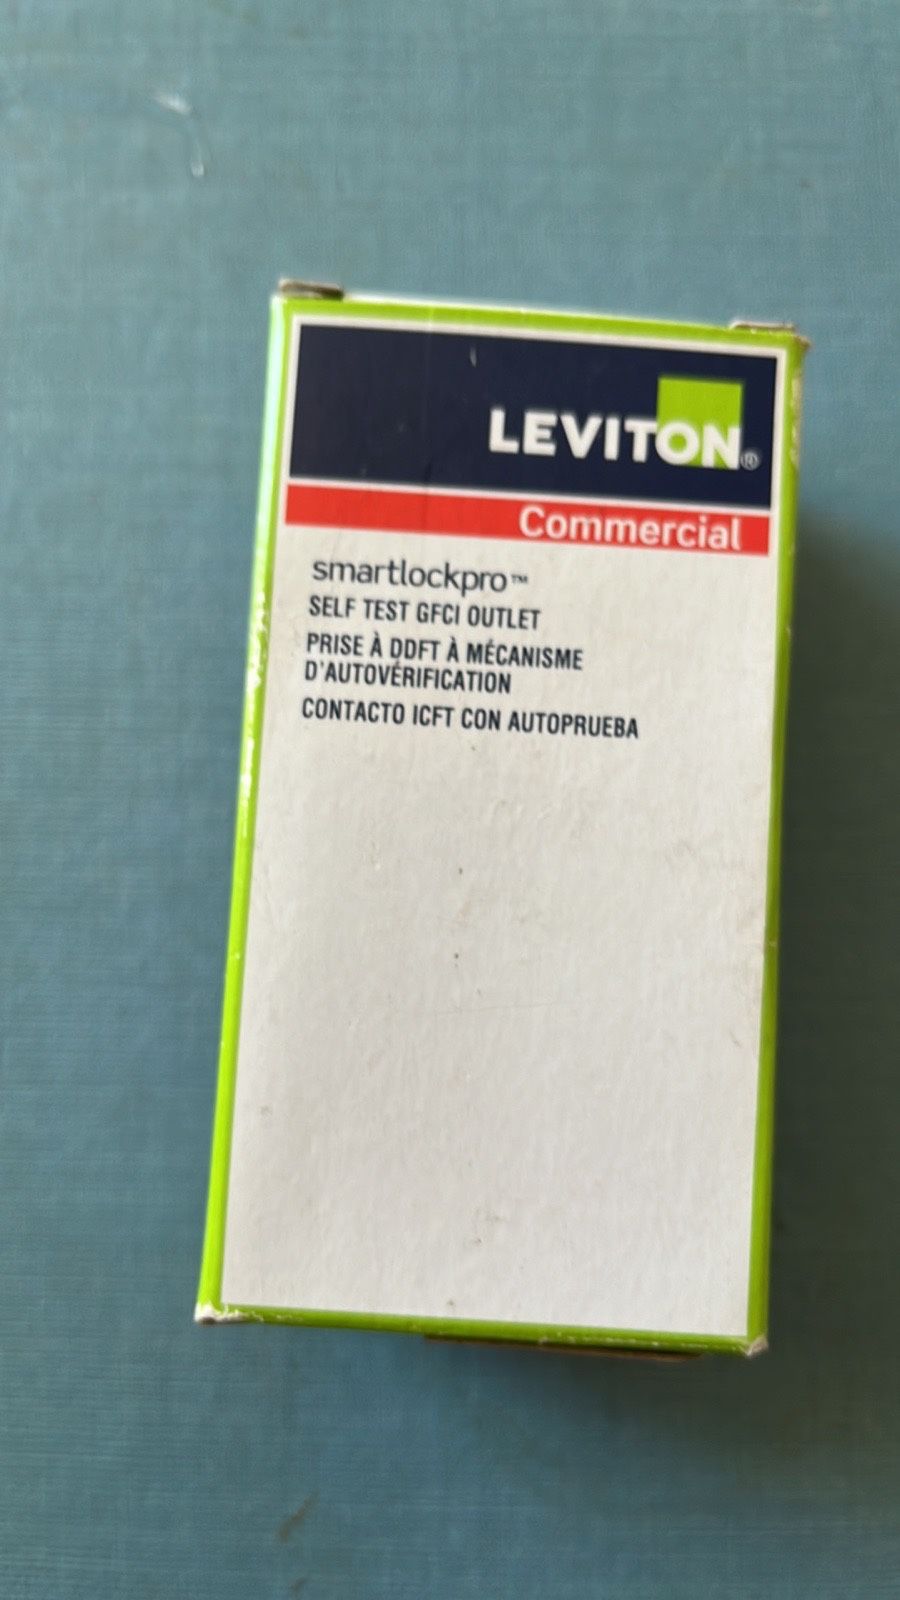 LEVITON®
Commercial
smartlockpro™
SELF TEST GFCI OUTLET
PRISE À DDFT À MÉCANISME
D'AUTOVÉRIFICATION
CONTACTO ICFT CON AUTOPRUEBA